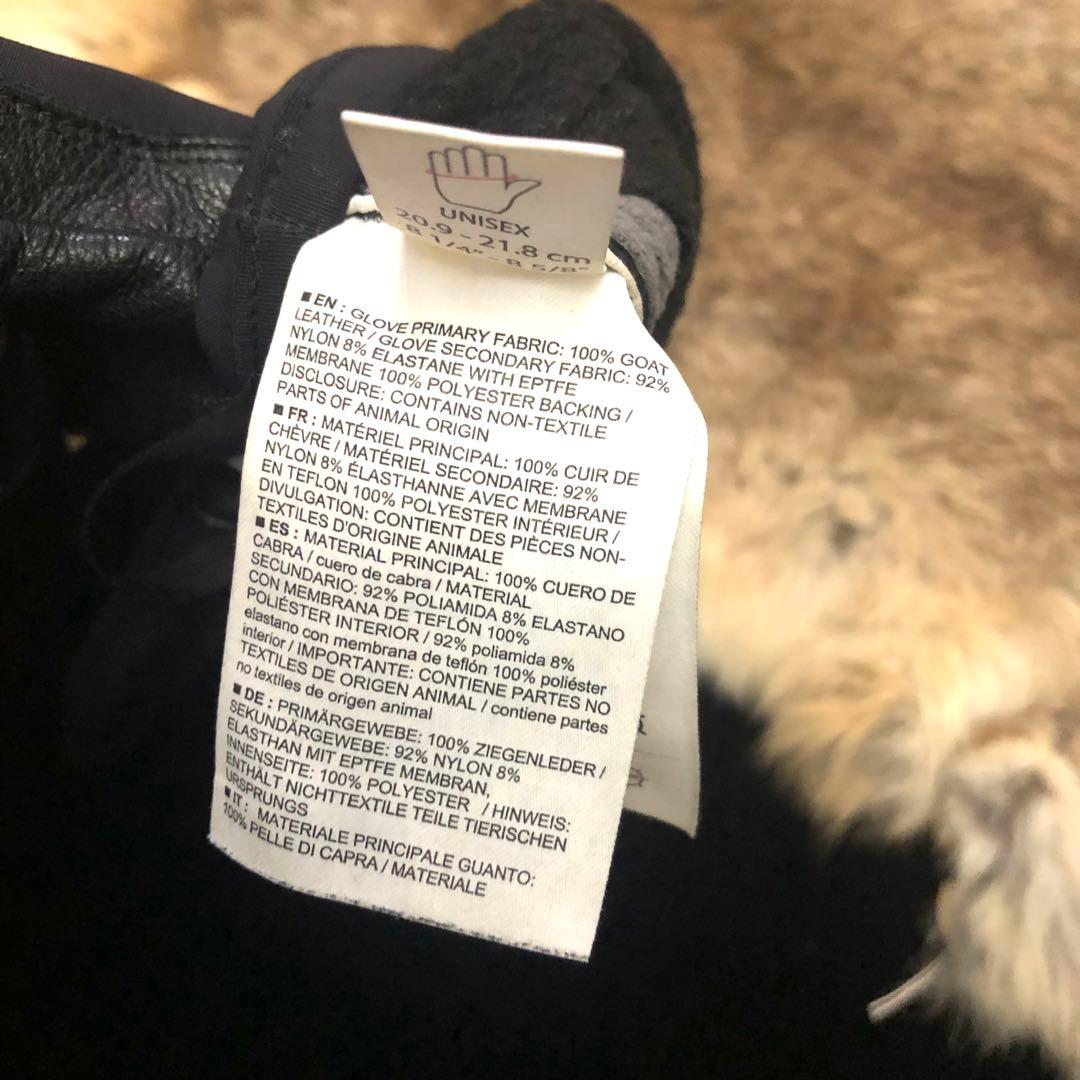 UNISEX
20.9 - 21.8 cm
8 1/4" - 8 5/8"
■ EN : GLOVE PRIMARY FABRIC: 100% GOAT
LEATHER / GLOVE SECONDARY FABRIC: 92%
NYLON 8% ELASTANE WITH EPTFE
MEMBRANE 100% POLYESTER BACKING /
DISCLOSURE: CONTAINS NON-TEXTILE
PARTS OF ANIMAL ORIGIN
■ FR : MATÉRIEL PRINCIPAL: 100% CUIR DE
CHÈVRE / MATÉRIEL SECONDAIRE: 92%
NYLON 8% ÉLASTHANNE AVEC MEMBRANE
EN TEFLON 100% POLYESTER INTÉRIEUR /
DIVULGATION: CONTIENT DES PIÈCES NON-
TEXTILES D'ORIGINE ANIMALE
■ ES : MATERIAL PRINCIPAL: 100% CUERO DE
CABRA / cuero de cabra / MATERIAL
SECUNDARIO: 92% POLIAMIDA 8% ELASTANO
CON MEMBRANA DE TEFLÓN 100%
POLIÉSTER INTERIOR / 92% poliamida 8%
elastano con membrana de teflón 100% poliéster
interior / IMPORTANTE: CONTIENE PARTES NO
TEXTILES DE ORIGEN ANIMAL / contiene partes
no textiles de origen animal
■ DE : PRIMÄRGEWEBE: 100% ZIEGENLEDER /
SEKUNDÄRGEWEBE: 92% NYLON 8%
ELASTHAN MIT EPTFE MEMBRAN,
INNENSEITE: 100% POLYESTER / HINWEIS:
ENTHÄLT NICHTTEXTILE TEILE TIERISCHEN
URSPRUNGS
■ IT : MATERIALE PRINCIPALE GUANTO:
100% PELLE DI CAPRA / MATERIALE